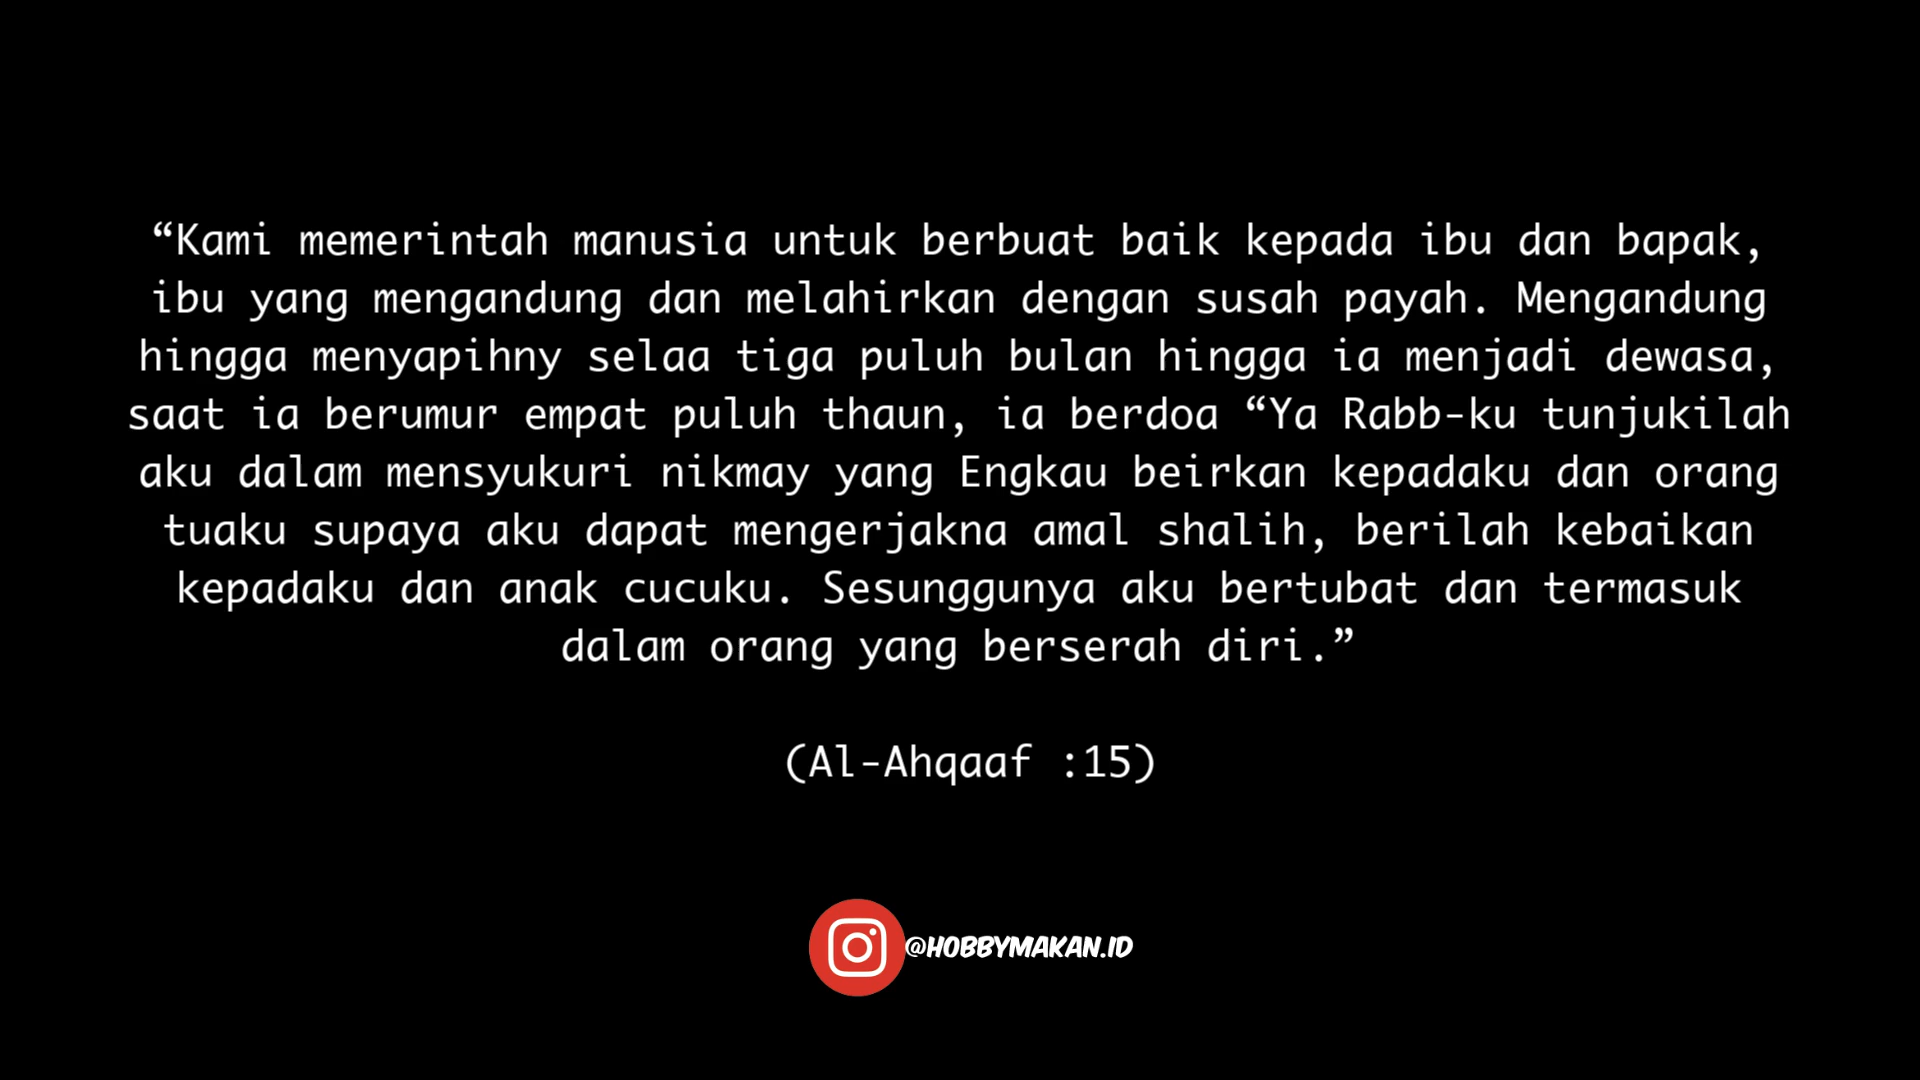 “Kami memerintah manusia untuk berbuat baik kepada ibu dan bapak,
ibu yang mengandung dan melahirkan dengan susah payah. Mengandung
hingga menyapihny selaa tiga puluh bulan hingga ia menjadi dewasa,
saat ia berumur empat puluh thaun, ia berdoa “Ya Rabb-ku tunjukilah
aku dalam mensyukuri nikmay yang Engkau beirkan kepadaku dan orang
tuaku supaya aku dapat mengerjakna amal shalih, berilah kebaikan
kepadaku dan anak cucuku. Sesunggunya aku bertubat dan termasuk
dalam orang yang berserah diri.”
(Al-Ahqaaf :15)
@HOBBYMAKAN.ID